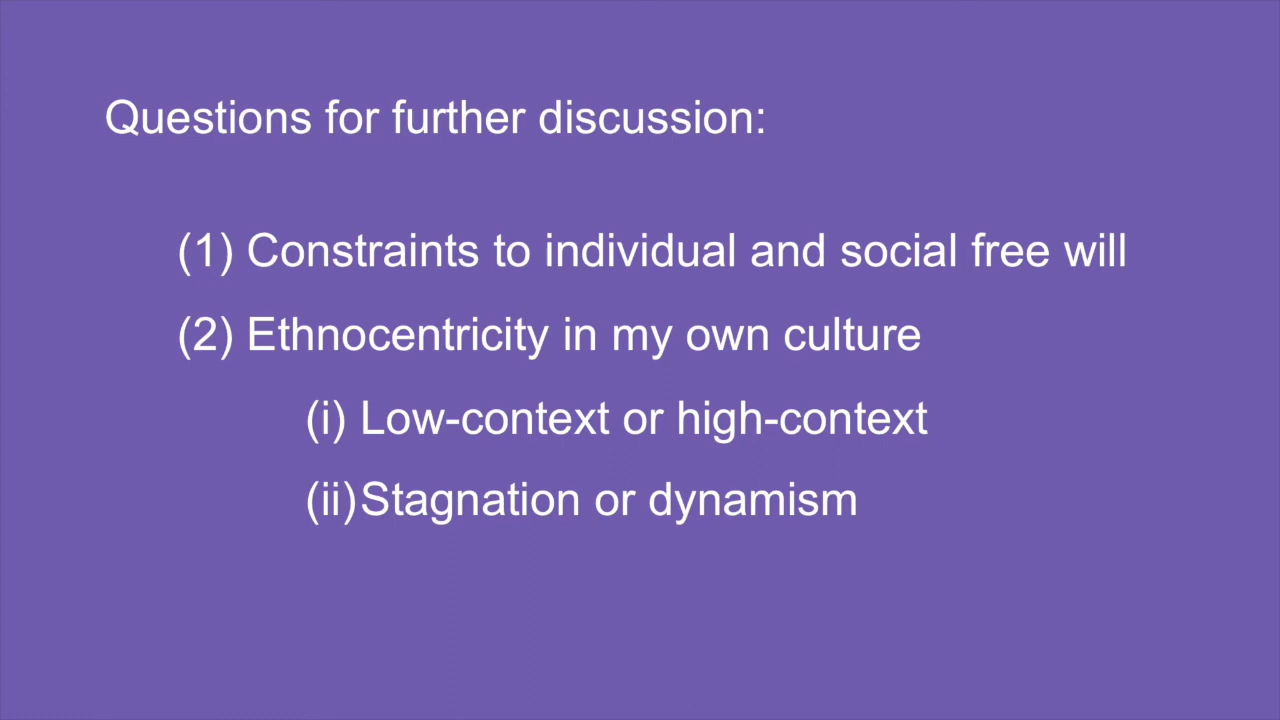 Questions for further discussion:
(1) Constraints to individual and social free will
(2) Ethnocentricity in my own culture
(i) Low-context or high-context
(ii) Stagnation or dynamism